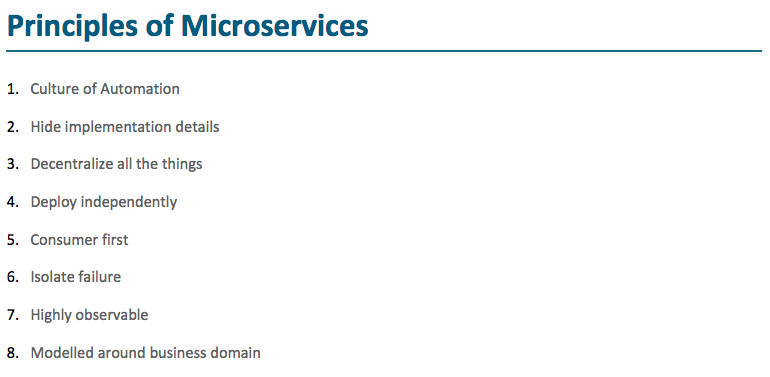 Principles of Microservices
1. Culture of Automation
2. Hide implementation details
3. Decentralize all the things
4. Deploy independently
5. Consumer first
6. Isolate failure
7. Highly observable
8. Modelled around business domain